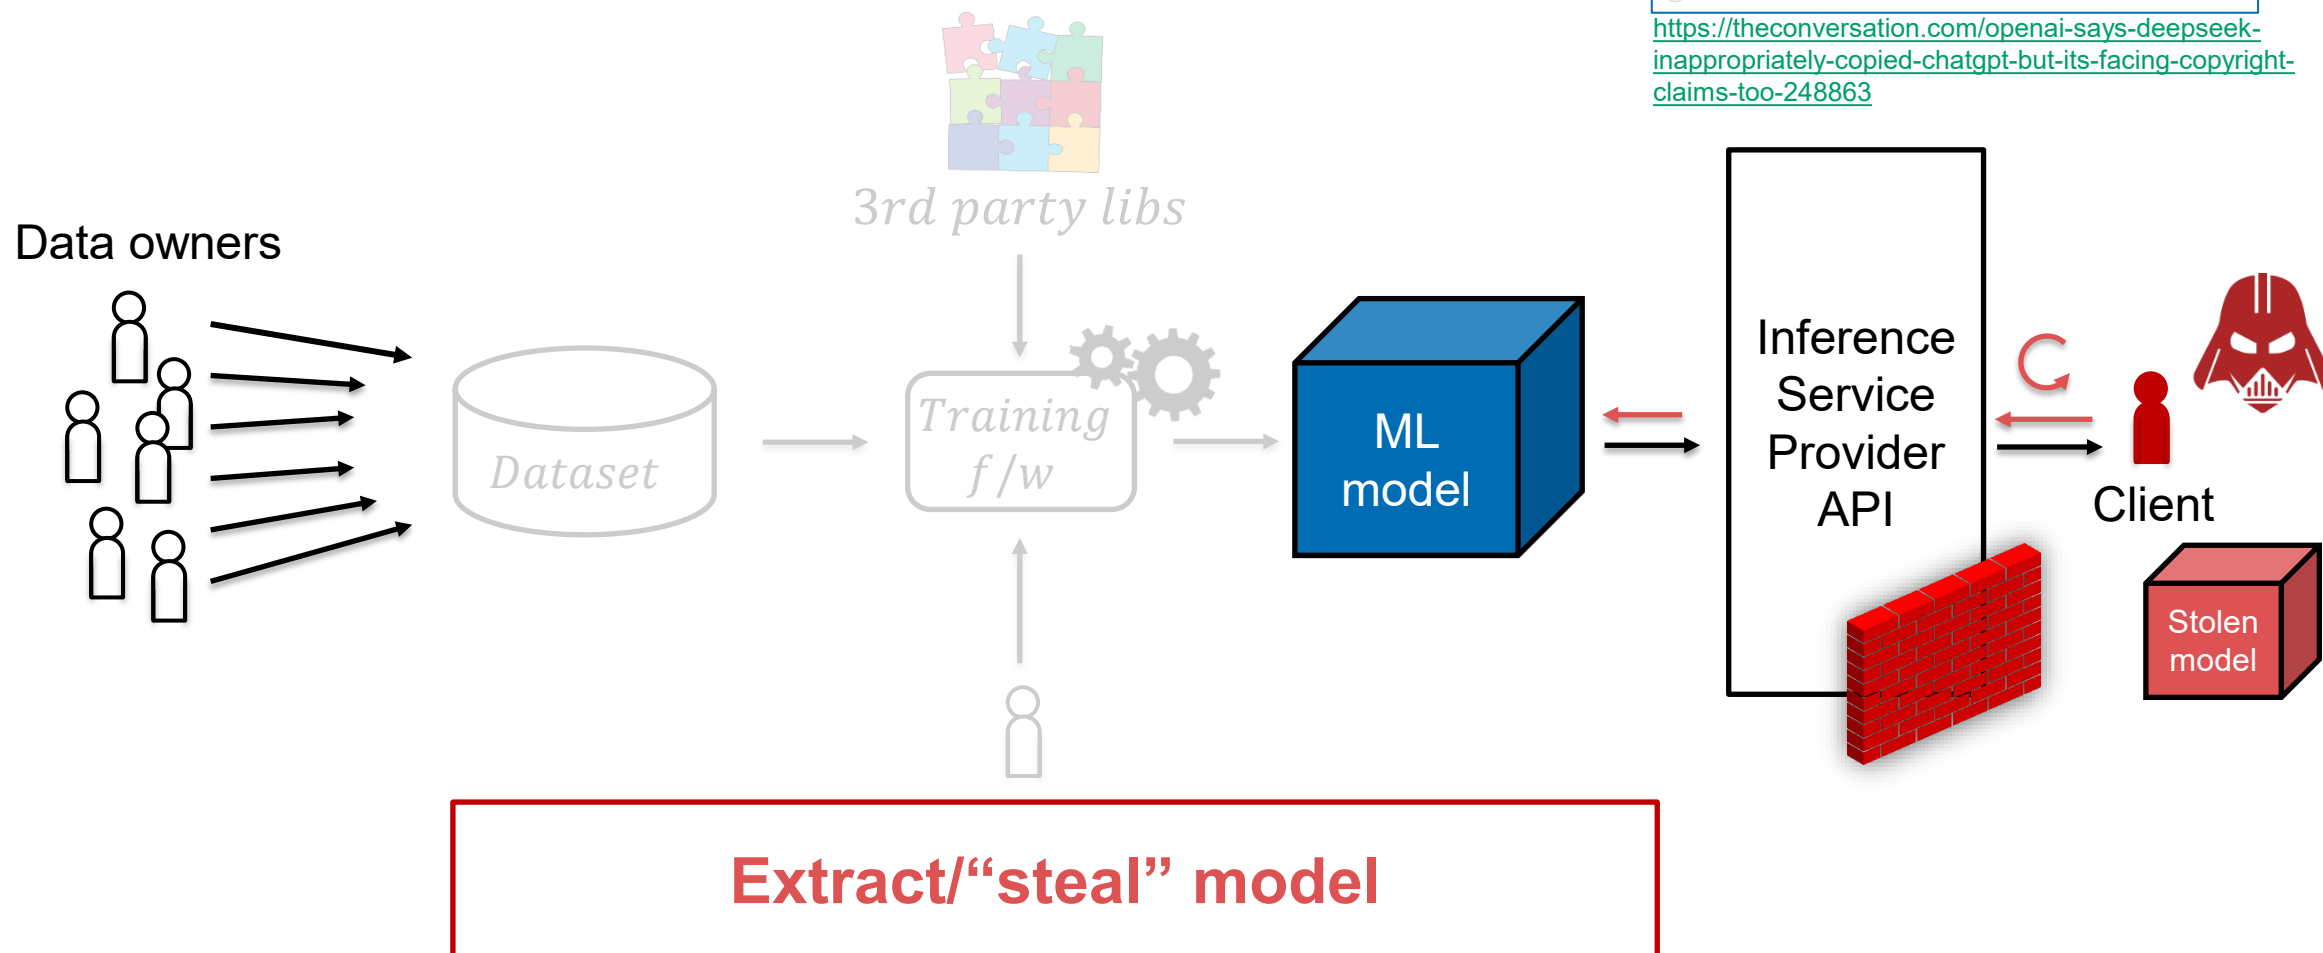 https://theconversation.com/openai-says-deepseek-
inappropriately-copied-chatgpt-but-its-facing-copyright-
claims-too-248863
3rd party libs
Data owners
Dataset
Training
f/w
ML
model
Inference
Service
Provider
API
Client
Stolen
model
Extract/“steal” model